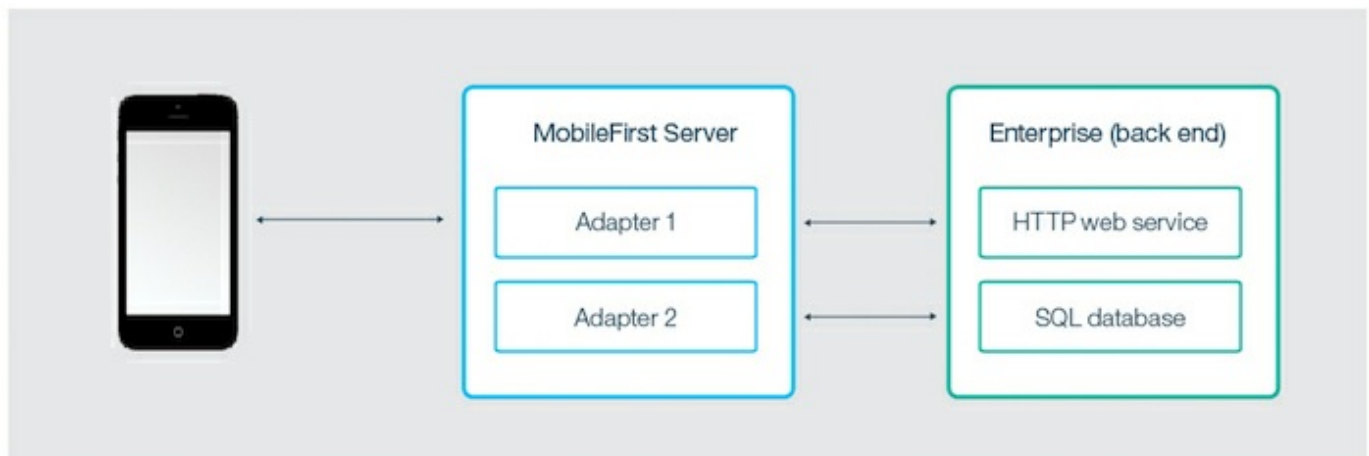 MobileFirst Server
Adapter 1
Adapter 2
Enterprise (back end)
HTTP web service
SQL database